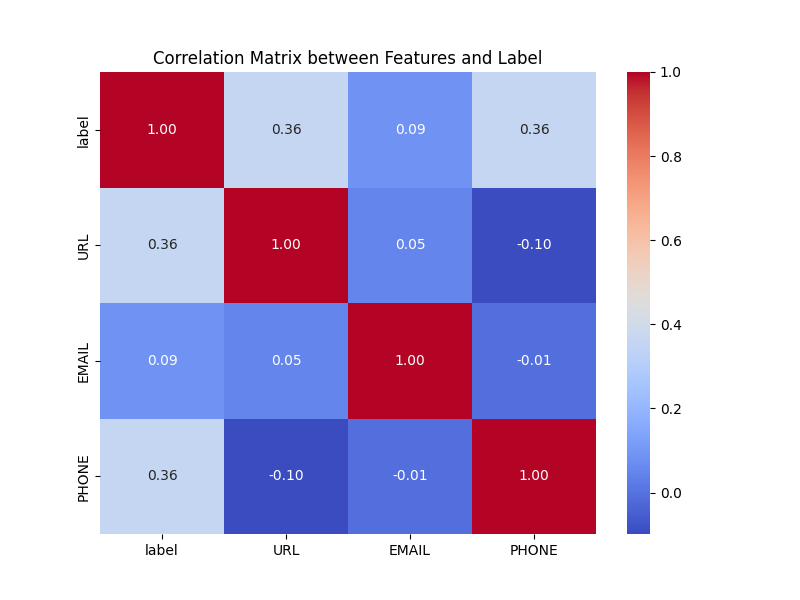 Correlation Matrix between Features and Label
label 1.00 0.36 0.09 0.36
URL 0.36 1.00 0.05 -0.10
EMAIL 0.09 0.05 1.00 -0.01
PHONE 0.36 -0.10 -0.01 1.00
label URL EMAIL PHONE
1.0
0.8
0.6
0.4
0.2
0.0